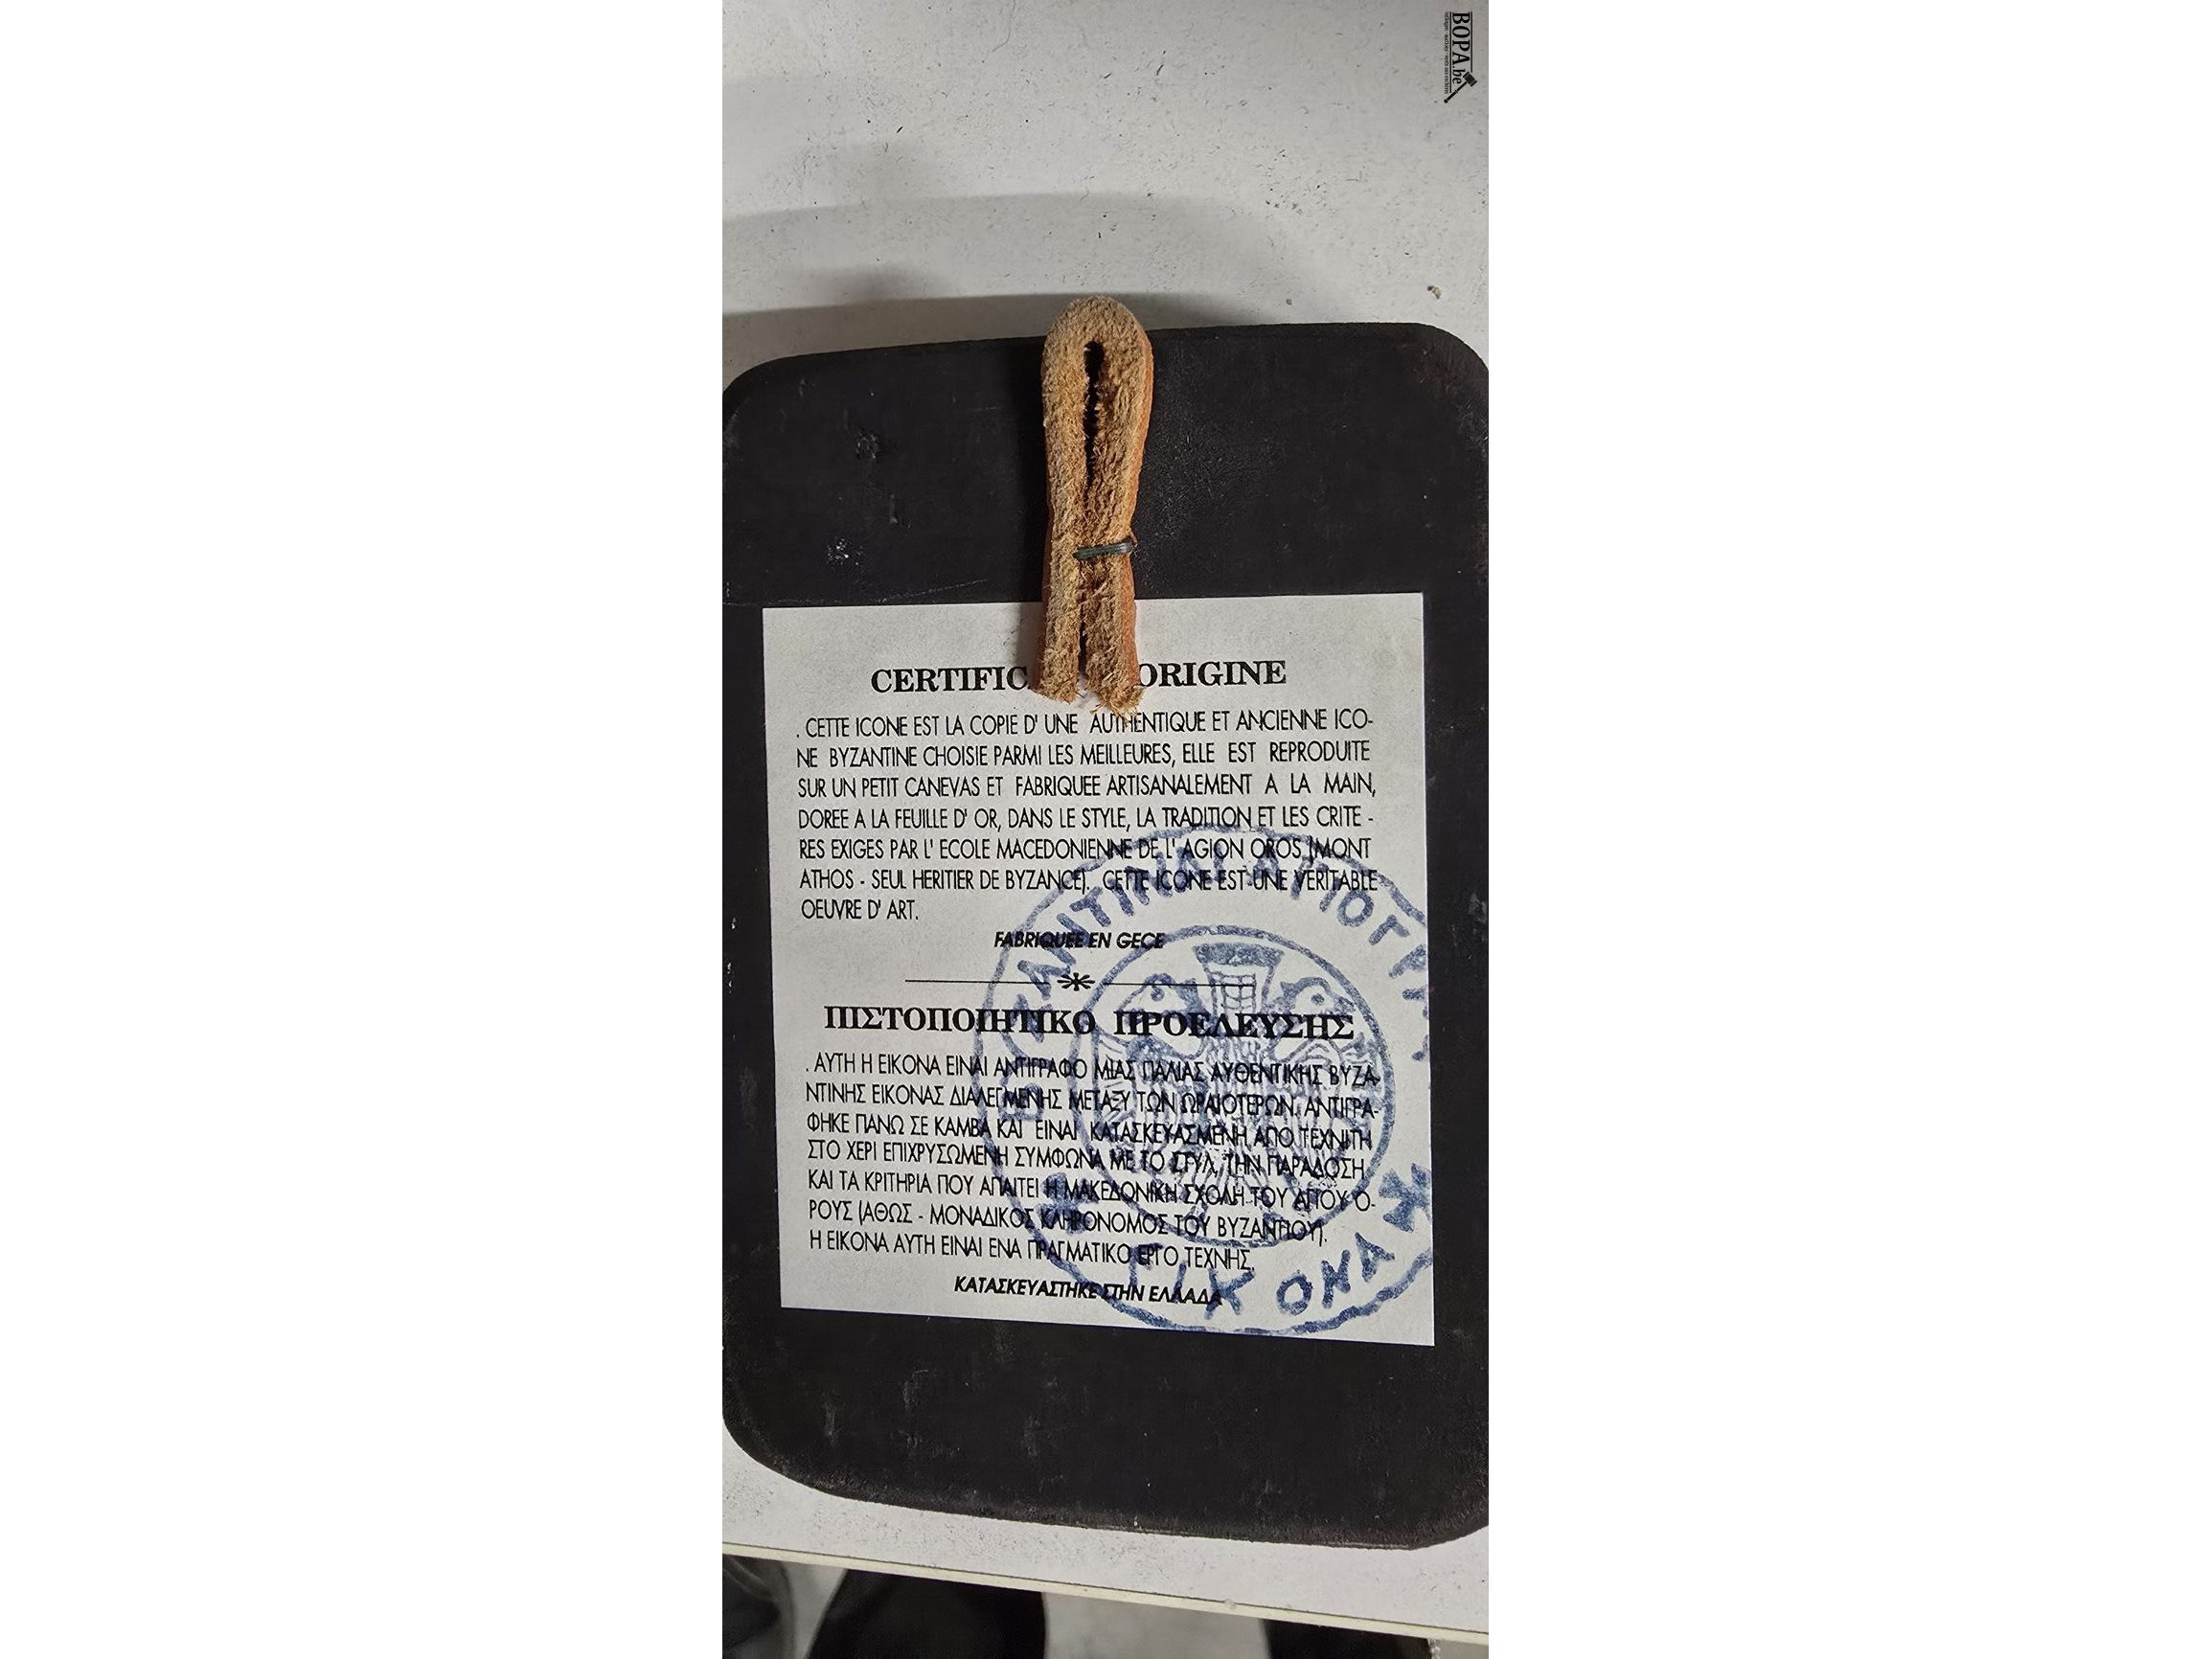 BOPA.be
CERTIFIC ORIGINE
. CETTE ICONE EST LA COPIE D' UNE AUTHENTIQUE ET ANCIENNE ICO-
NE BYZANTINE CHOISIE PARMI LES MEILLEURES, ELLE EST REPRODUITE
SUR UN PETIT CANEVAS ET FABRIQUEE ARTISANALEMENT A LA MAIN,
DOREE A LA FEUILLE D' OR, DANS LE STYLE, LA TRADITION ET LES CRITE -
RES EXIGES PAR L' ECOLE MACEDONIENNE DE L' AGION OROS (MONT
ATHOS - SEUL HERITIER DE BYZANCE). CETTE ICONE EST UNE VERITABLE
OEUVRE D' ART.
FABRIQUEE EN GECE
ΠΙΣΤΟΠΟΙΗΤΙΚΟ ΠΡΟΕΛΕΥΣΗΣ
. ΑΥΤΗ Η ΕΙΚΟΝΑ ΕΙΝΑΙ ΑΝΤΙΓΡΑΦΟ ΜΙΑΣ ΠΑΛΙΑΣ ΑΥΘΕΝΤΙΚΗΣ ΒΥΖΑ-
ΝΤΙΝΗΣ ΕΙΚΟΝΑΣ ΔΙΑΛΕΓΜΕΝΗΣ ΜΕΤΑΞΥ ΤΩΝ ΩΡΑΙΟΤΕΡΩΝ. ΑΝΤΙΓΡΑ-
ΦΗΚΕ ΠΑΝΩ ΣΕ ΚΑΜΒΑ ΚΑΙ ΕΙΝΑΙ ΚΑΤΑΣΚΕΥΑΣΜΕΝΗ ΑΠΟ ΤΕΧΝΙΤΗ
ΣΤΟ ΧΕΡΙ ΕΠΙΧΡΥΣΩΜΕΝΗ ΣΥΜΦΩΝΑ ΜΕ ΤΟ ΣΤΥΛ, ΤΗΝ ΠΑΡΑΔΟΣΗ
ΚΑΙ ΤΑ ΚΡΙΤΗΡΙΑ ΠΟΥ ΑΠΑΙΤΕΙ Η ΜΑΚΕΔΟΝΙΚΗ ΣΧΟΛΗ ΤΟΥ ΑΓΙΟΥ Ο-
ΡΟΥΣ (ΑΘΩΣ - ΜΟΝΑΔΙΚΟΣ ΚΛΗΡΟΝΟΜΟΣ ΤΟΥ ΒΥΖΑΝΤΙΟΥ).
Η ΕΙΚΟΝΑ ΑΥΤΗ ΕΙΝΑΙ ΕΝΑ ΠΡΑΓΜΑΤΙΚΟ ΕΡΓΟ ΤΕΧΝΗΣ.
ΚΑΤΑΣΚΕΥΑΣΤΗΚΕ ΣΤΗΝ ΕΛΛΑΔΑ
ΒΥΖΑΝΤΙΝΑΙ ΑΓΙΟΓΡ